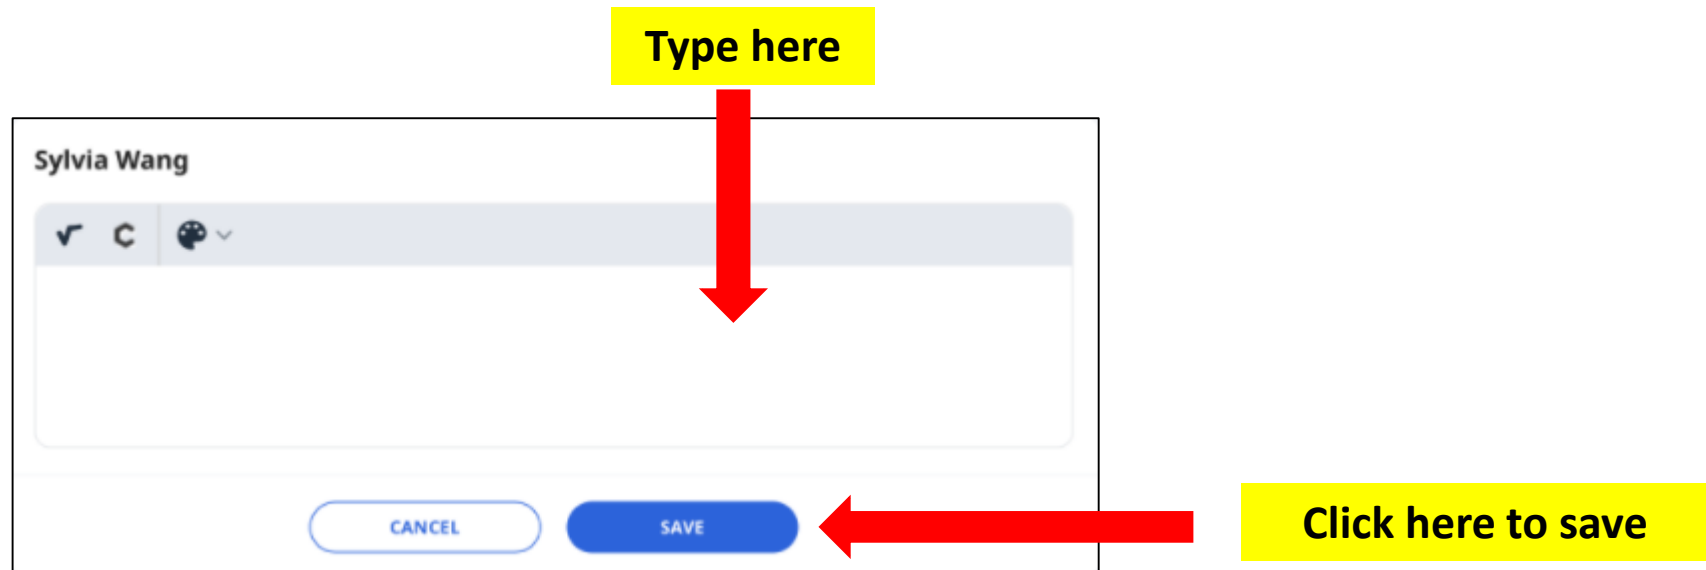 Type here
Sylvia Wang
CANCEL
SAVE
Click here to save